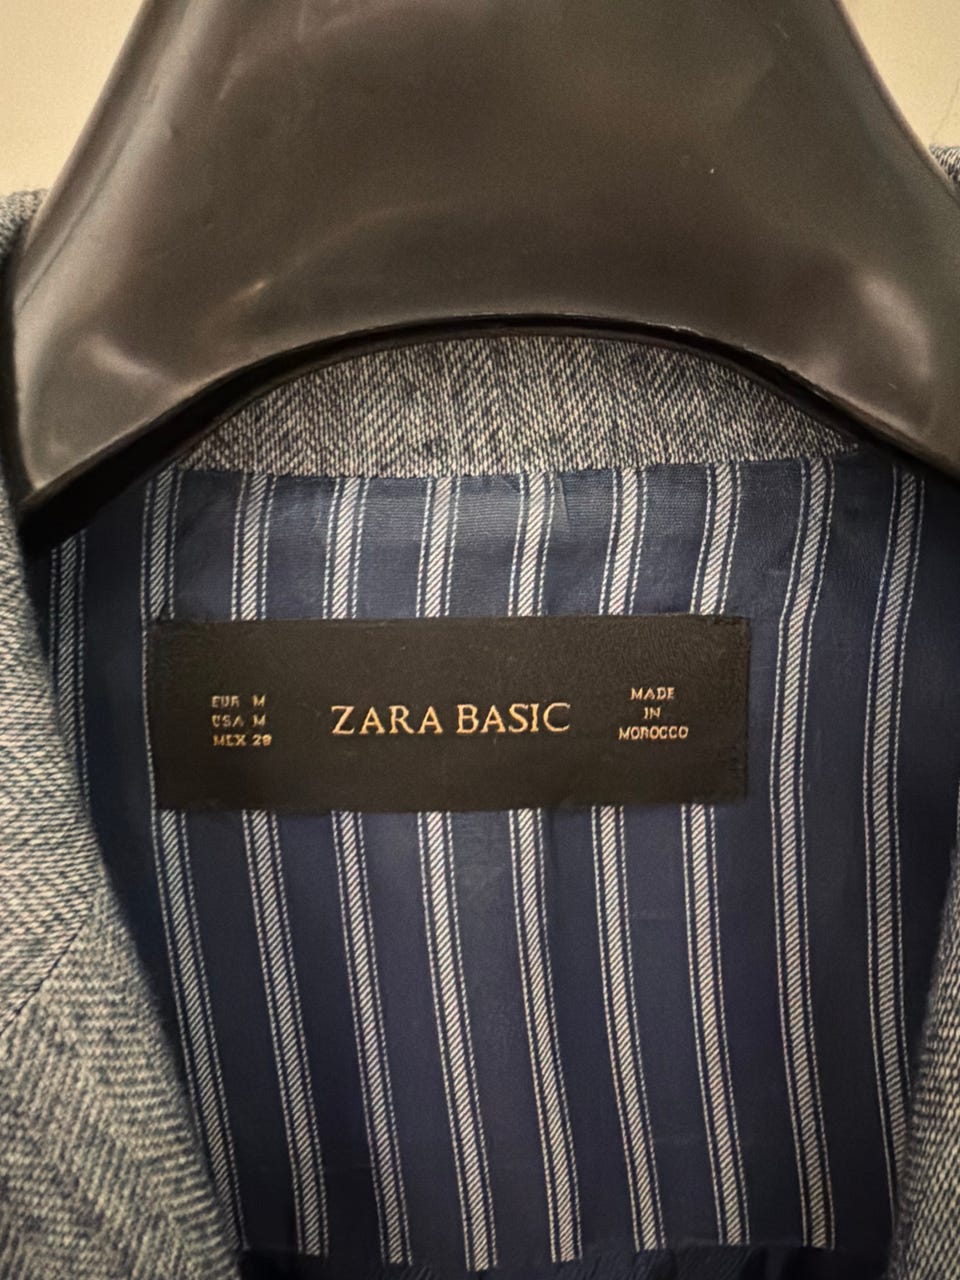 EUR M
USA M
MEX 28
ZARA BASIC
MADE
IN
MOROCCO